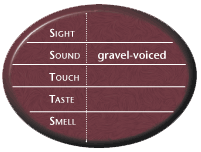 SIGHT
SOUND gravel-voiced
TOUCH
TASTE
SMELL